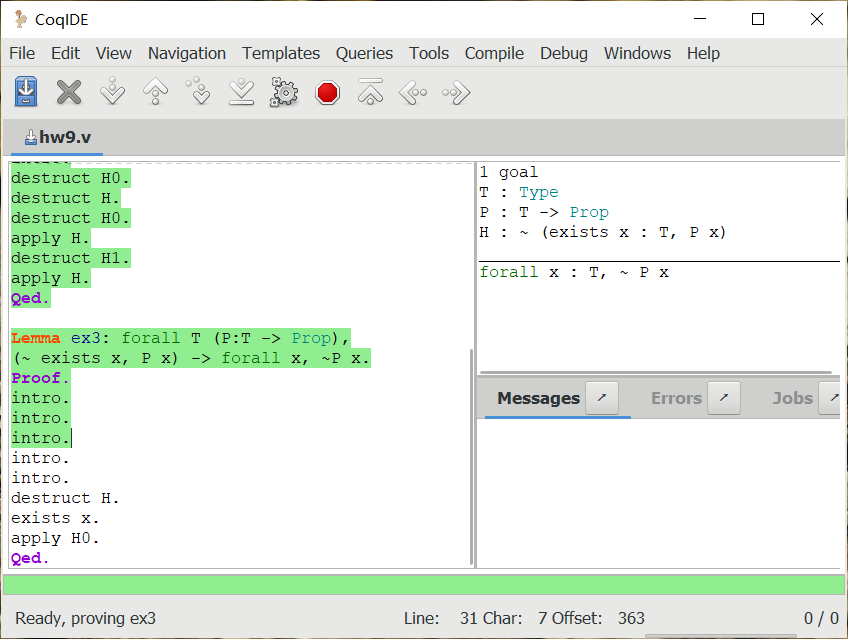 CoqIDE
File Edit View Navigation Templates Queries Tools Compile Debug Windows Help
hw9.v
destruct H0.
destruct H.
destruct H0.
apply H.
destruct H1.
apply H.
Qed.
Lemma ex3: forall T (P:T -> Prop),
(~ exists x, P x) -> forall x, ~P x.
Proof.
intro.
intro.
intro.
intro.
intro.
destruct H.
exists x.
apply H0.
Qed.
1 goal
T : Type
P : T -> Prop
H : ~ (exists x : T, P x)
forall x : T, ~ P x
Messages Errors Jobs
Ready, proving ex3 Line: 31 Char: 7 Offset: 363 0 / 0